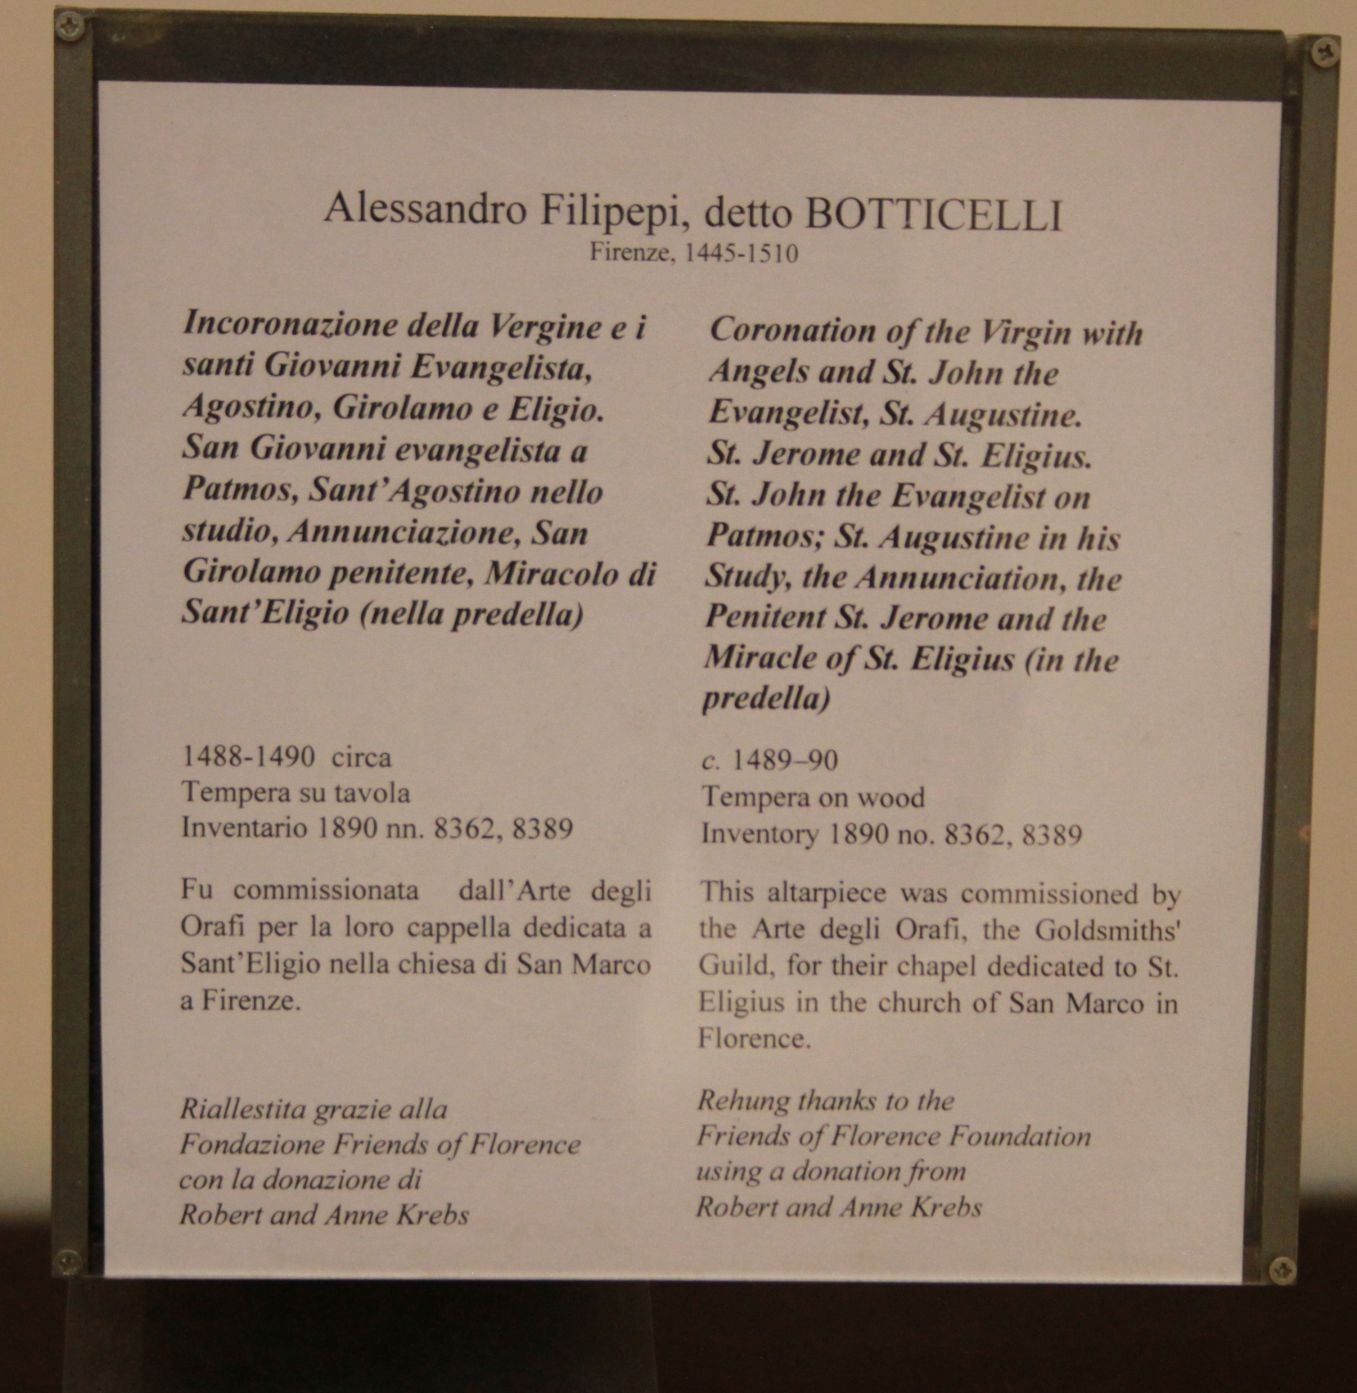 Alessandro Filipepi, detto BOTTICELLI
Firenze, 1445-1510
Incoronazione della Vergine e i
santi Giovanni Evangelista,
Agostino, Girolamo e Eligio.
San Giovanni evangelista a
Patmos, Sant'Agostino nello
studio, Annunciazione, San
Girolamo penitente, Miracolo di
Sant'Eligio (nella predella)
1488-1490 circa
Tempera su tavola
Inventario 1890 nn. 8362, 8389
Fu commissionata dall'Arte degli
Orafi per la loro cappella dedicata a
Sant'Eligio nella chiesa di San Marco
a Firenze.
Riallestita grazie alla
Fondazione Friends of Florence
con la donazione di
Robert and Anne Krebs
Coronation of the Virgin with
Angels and St. John the
Evangelist, St. Augustine.
St. Jerome and St. Eligius.
St. John the Evangelist on
Patmos; St. Augustine in his
Study, the Annunciation, the
Penitent St. Jerome and the
Miracle of St. Eligius (in the
predella)
c. 1489–90
Tempera on wood
Inventory 1890 no. 8362, 8389
This altarpiece was commissioned by
the Arte degli Orafi, the Goldsmiths'
Guild, for their chapel dedicated to St.
Eligius in the church of San Marco in
Florence.
Rehung thanks to the
Friends of Florence Foundation
using a donation from
Robert and Anne Krebs